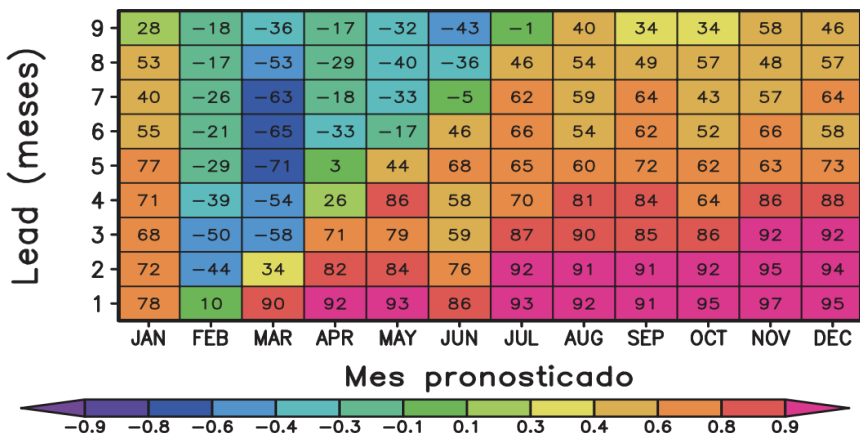 9 28 −18 −36 −17 −32 −43 −1 40 34 34 58 46
8 53 −17 −53 −29 −40 −36 46 54 49 57 48 57
7 40 −26 −63 −18 −33 −5 62 59 64 43 57 64
6 55 −21 −65 −33 −17 46 66 54 62 52 66 58
5 77 −29 −71 3 44 68 65 60 72 62 63 73
4 71 −39 −54 26 86 58 70 81 84 64 86 88
3 68 −50 −58 71 79 59 87 90 85 86 92 92
2 72 −44 34 82 84 76 92 91 91 92 95 94
1 78 10 90 92 93 86 93 92 91 95 97 95
Lead (meses)
JAN FEB MAR APR MAY JUN JUL AUG SEP OCT NOV DEC
Mes pronosticado
−0.9 −0.8 −0.6 −0.4 −0.3 −0.1 0.1 0.3 0.4 0.6 0.8 0.9